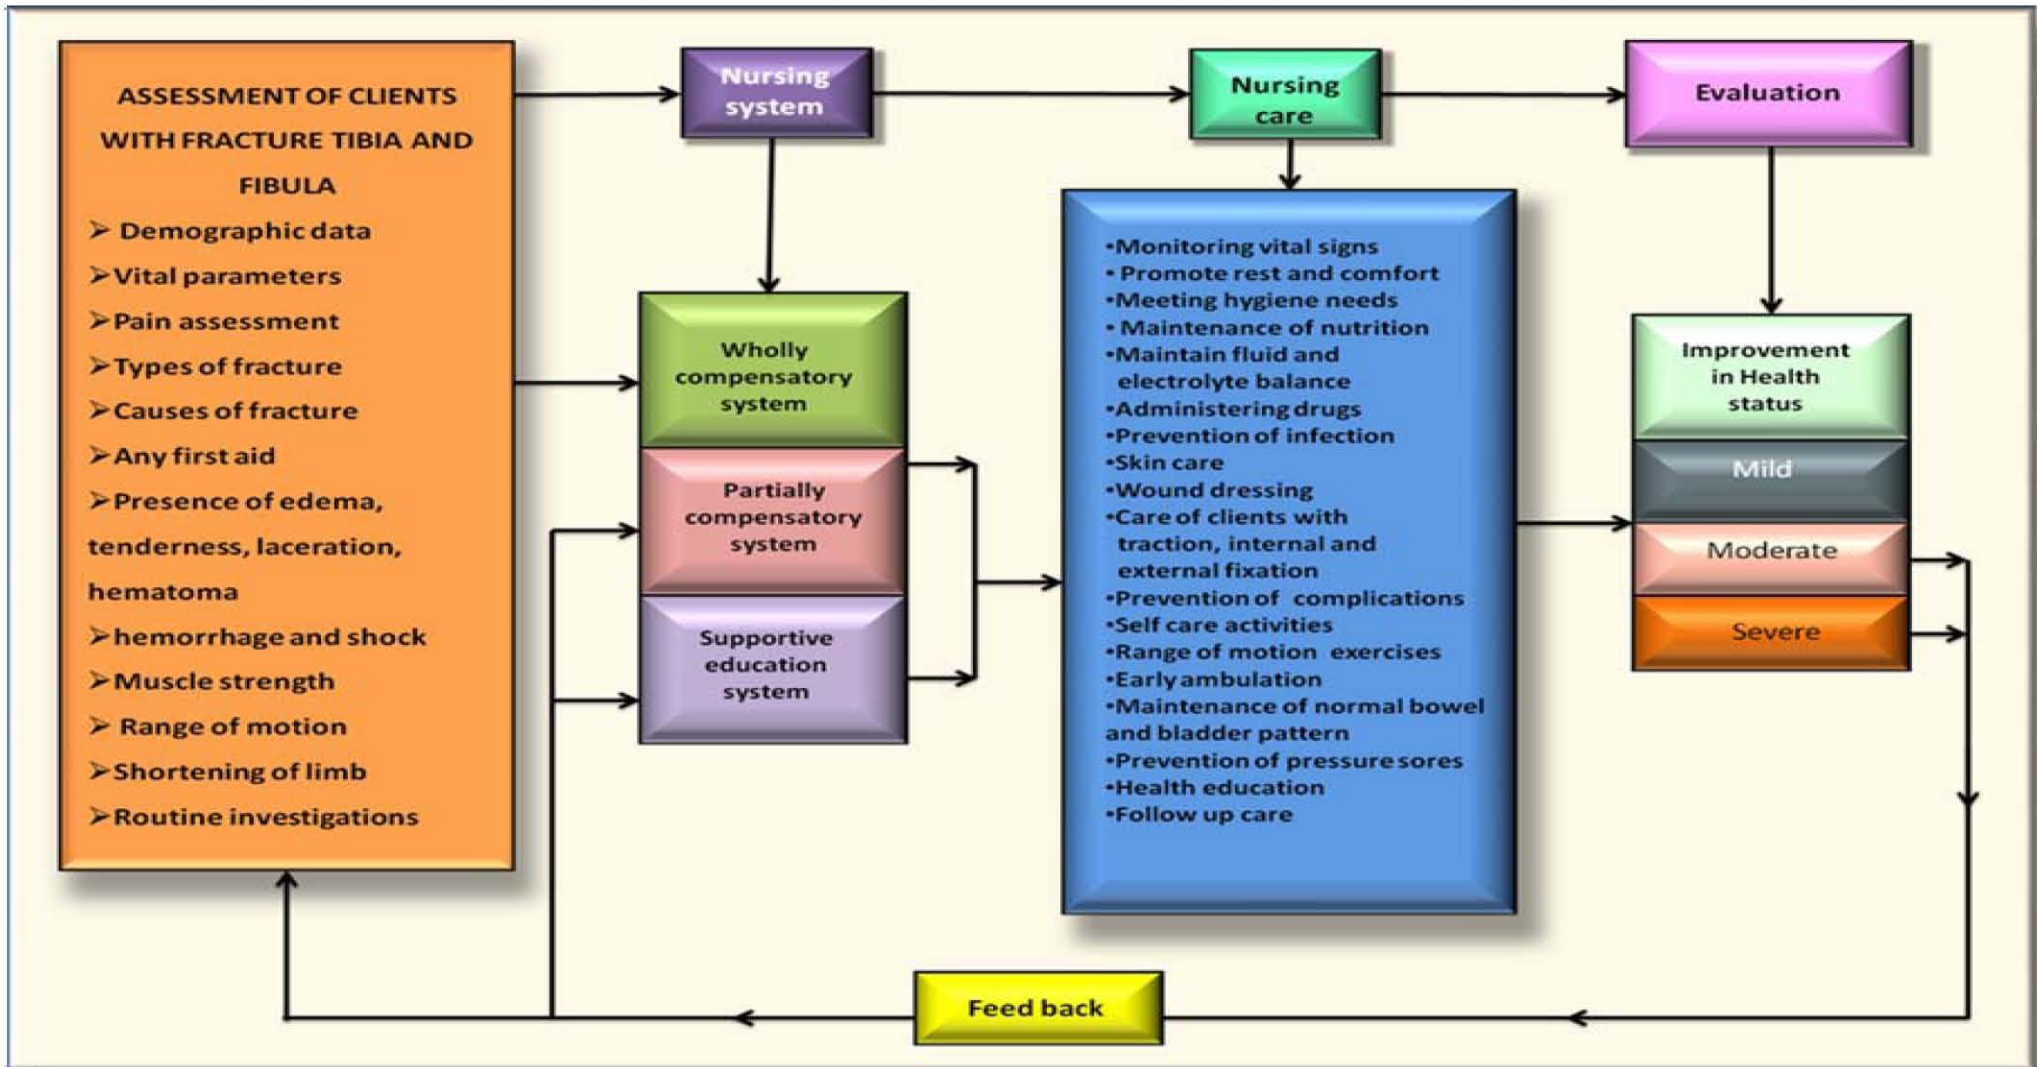 ASSESSMENT OF CLIENTS
WITH FRACTURE TIBIA AND
FIBULA
➢ Demographic data
➢Vital parameters
➢Pain assessment
➢Types of fracture
➢Causes of fracture
➢Any first aid
➢Presence of edema,
tenderness, laceration,
hematoma
➢hemorrhage and shock
➢Muscle strength
➢ Range of motion
➢Shortening of limb
➢Routine investigations
Nursing
system
Wholly
compensatory
system
Partially
compensatory
system
Supportive
education
system
Nursing
care
•Monitoring vital signs
• Promote rest and comfort
•Meeting hygiene needs
• Maintenance of nutrition
•Maintain fluid and
electrolyte balance
•Administering drugs
•Prevention of infection
•Skin care
•Wound dressing
•Care of clients with
traction, internal and
external fixation
•Prevention of complications
•Self care activities
•Range of motion exercises
•Early ambulation
•Maintenance of normal bowel
and bladder pattern
•Prevention of pressure sores
•Health education
•Follow up care
Evaluation
Improvement
in Health
status
Mild
Moderate
Severe
Feed back